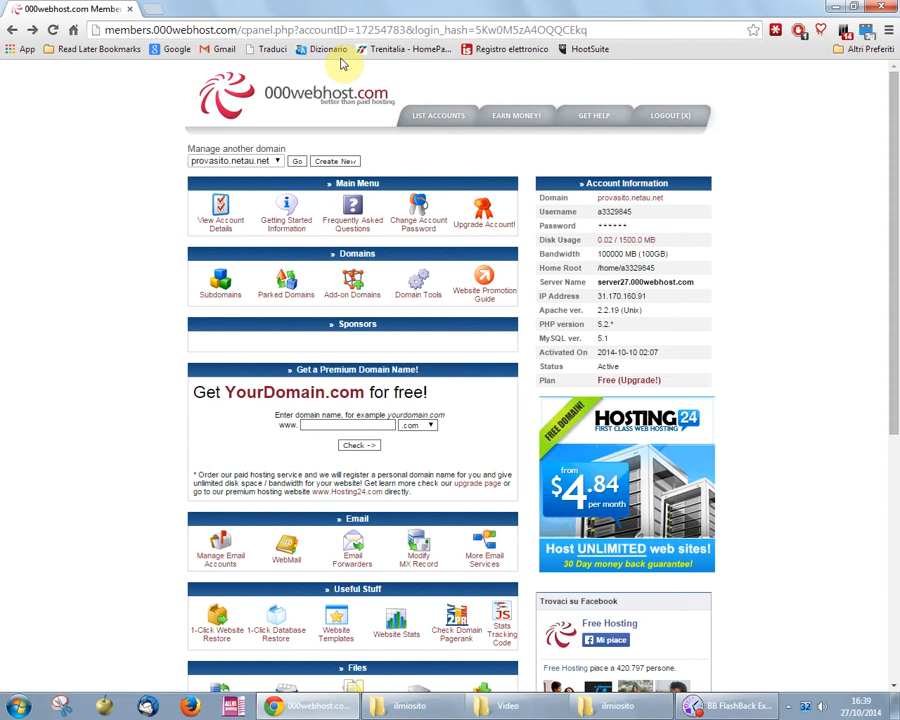 000webhost.com Membe
members.000webhost.com/cpanel.php?accountID=17254783&login_hash=5Kw0M5zA4OQQCEkq
App Read Later Bookmarks Google Gmail Traduci Dizionario Trenitalia - HomePa... Registro elettronico HootSuite Altri Preferiti
000webhost.com
better than paid hosting
LIST ACCOUNTS EARN MONEY! GET HELP LOGOUT [X]
Manage another domain
provasito.netau.net Go Create New
» Main Menu
View Account Details
Getting Started Information
Frequently Asked Questions
Change Account Password
Upgrade Account!
» Domains
Subdomains Parked Domains Add-on Domains Domain Tools Website Promotion Guide
» Sponsors
» Get a Premium Domain Name!
Get YourDomain.com for free!
Enter domain name, for example yourdomain.com
www. .com
Check ->
* Order our paid hosting service and we will register a personal domain name for you and give
unlimited disk space / bandwidth for your website! Get learn more check our upgrade page or
go to our premium hosting website www.Hosting24.com directly.
» Email
Manage Email Accounts
WebMail
Email Forwarders
Modify MX Record
More Email Services
» Useful Stuff
1-Click Website Restore
1-Click Database Restore
Website Templates
Website Stats
Check Domain Pagerank
Stats Tracking Code
» Files
» Account Information
Domain provasito.netau.net
Username a3329845
Password ••••••
Disk Usage 0.02 / 1500.0 MB
Bandwidth 100000 MB (100GB)
Home Root /home/a3329845
Server Name server27.000webhost.com
IP Address 31.170.160.91
Apache ver. 2.2.19 (Unix)
PHP version 5.2.*
MySQL ver. 5.1
Activated On 2014-10-10 02:07
Status Active
Plan Free (Upgrade!)
FREE DOMAIN!
HOSTING24
FIRST CLASS WEB HOSTING
from
$4.84
per month
Host UNLIMITED web sites!
30 Day money back guarantee!
Trovaci su Facebook
Free Hosting
Mi piace
Free Hosting piace a 420.797 persone.
000webhost.co... ilmiosito Video ilmiosito BB FlashBack Ex... 32
16:39
27/10/2014